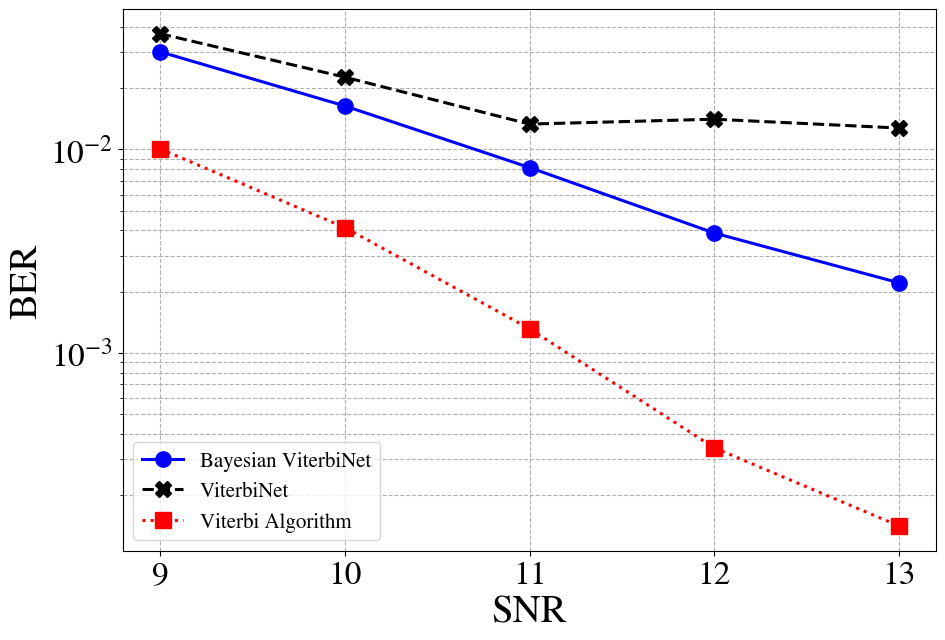 BER
10⁻²
10⁻³
Bayesian ViterbiNet
ViterbiNet
Viterbi Algorithm
9 10 11 12 13
SNR